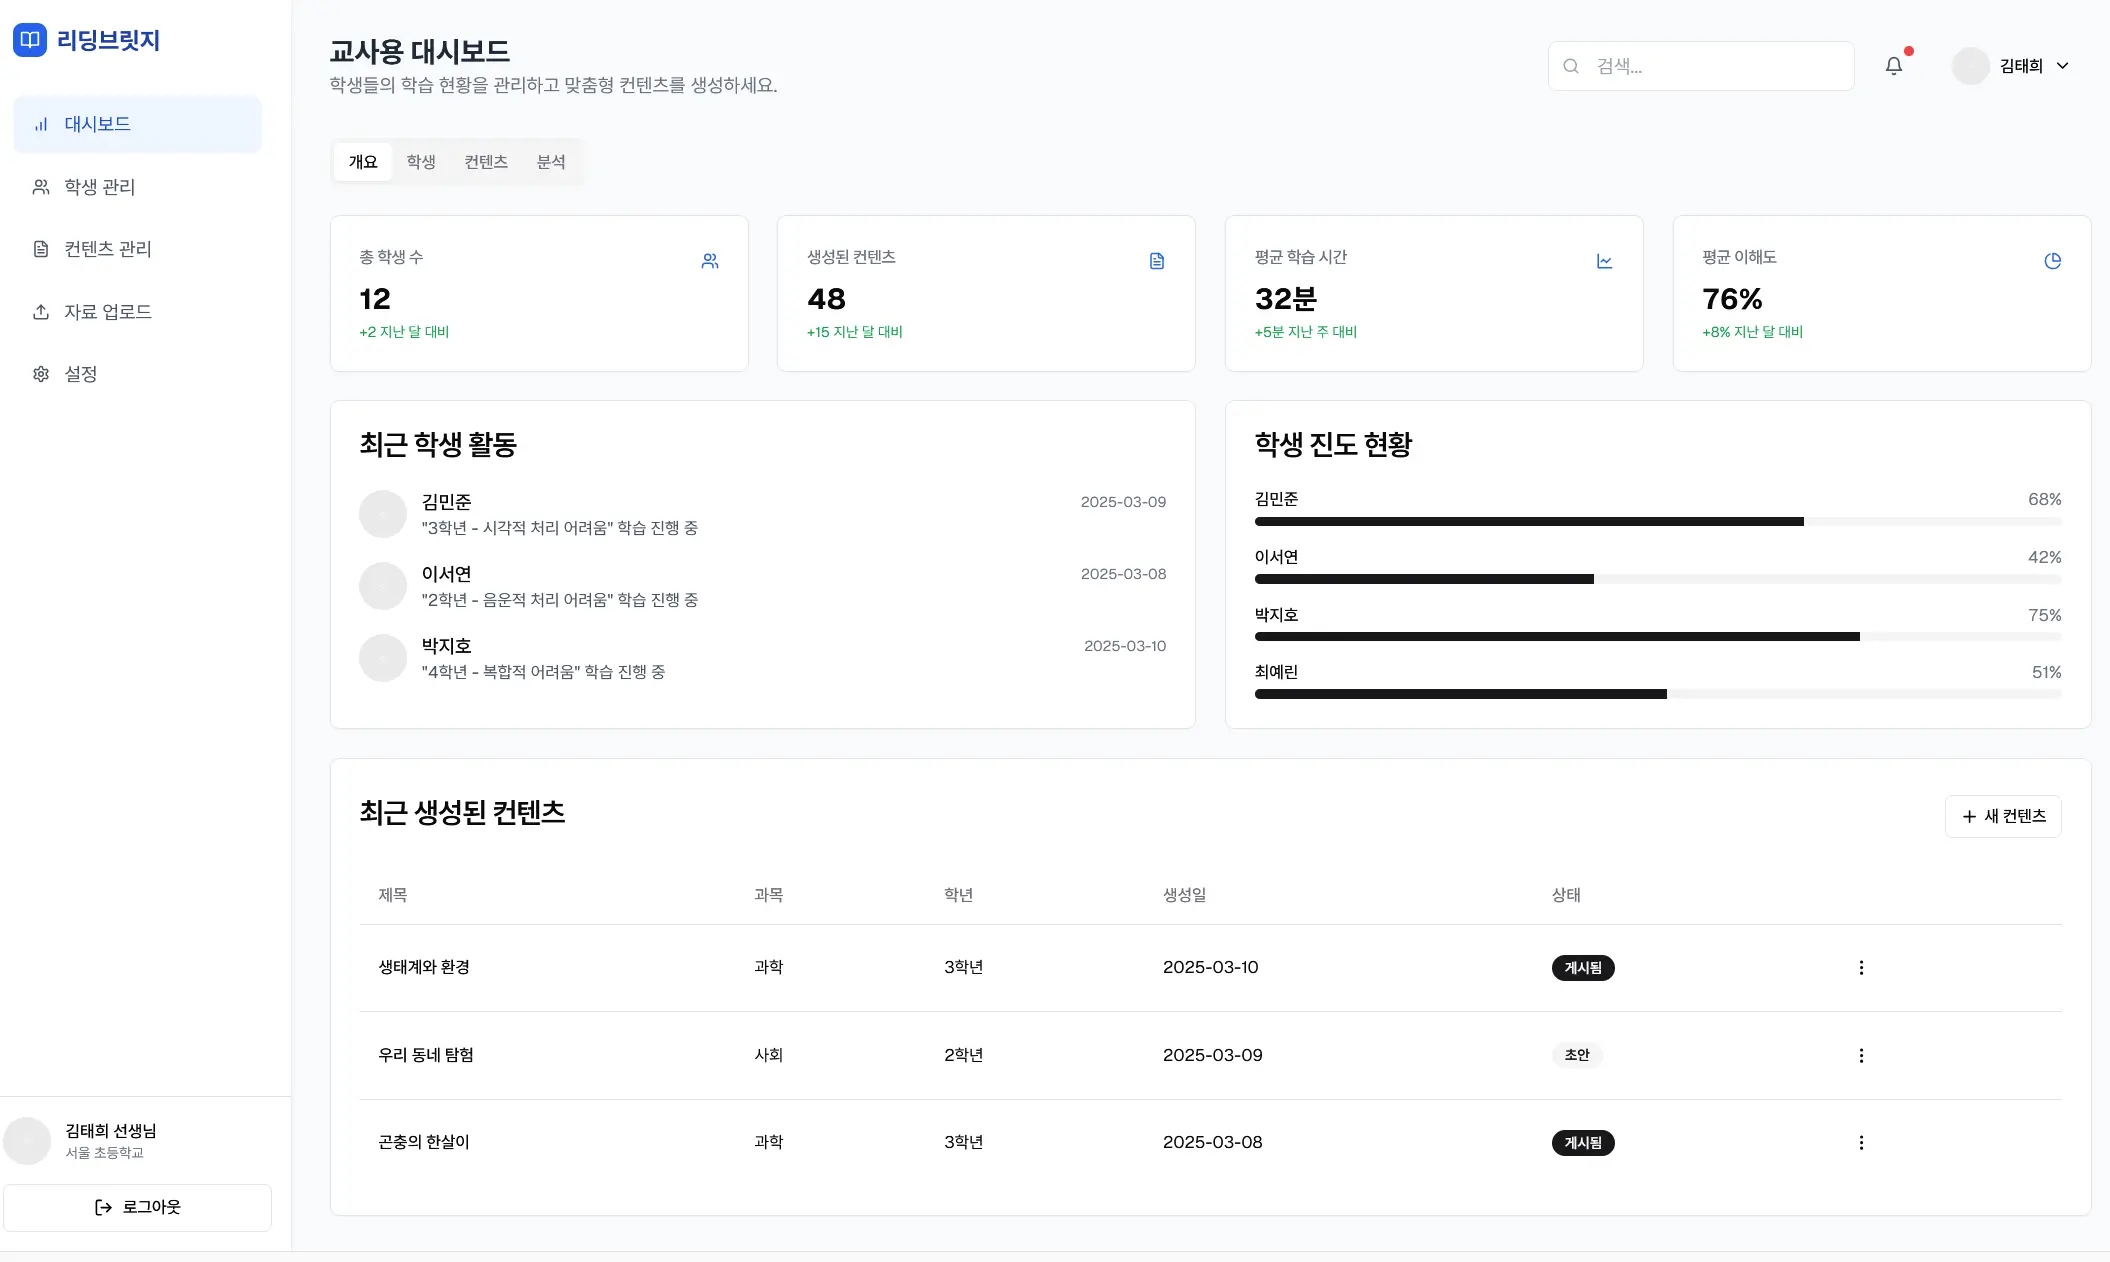 리딩브릿지
대시보드
학생 관리
컨텐츠 관리
자료 업로드
설정
김태희 선생님
서울 초등학교
로그아웃
교사용 대시보드
학생들의 학습 현황을 관리하고 맞춤형 컨텐츠를 생성하세요.
검색...
김태희
개요 학생 컨텐츠 분석
총 학생 수
12
+2 지난 달 대비
생성된 컨텐츠
48
+15 지난 달 대비
평균 학습 시간
32분
+5분 지난 주 대비
평균 이해도
76%
+8% 지난 달 대비
최근 학생 활동
김민준 2025-03-09
"3학년 - 시각적 처리 어려움" 학습 진행 중
이서연 2025-03-08
"2학년 - 음운적 처리 어려움" 학습 진행 중
박지호 2025-03-10
"4학년 - 복합적 어려움" 학습 진행 중
학생 진도 현황
김민준 68%
이서연 42%
박지호 75%
최예린 51%
최근 생성된 컨텐츠
새 컨텐츠
제목 과목 학년 생성일 상태
생태계와 환경 과학 3학년 2025-03-10 게시됨
우리 동네 탐험 사회 2학년 2025-03-09 초안
곤충의 한살이 과학 3학년 2025-03-08 게시됨